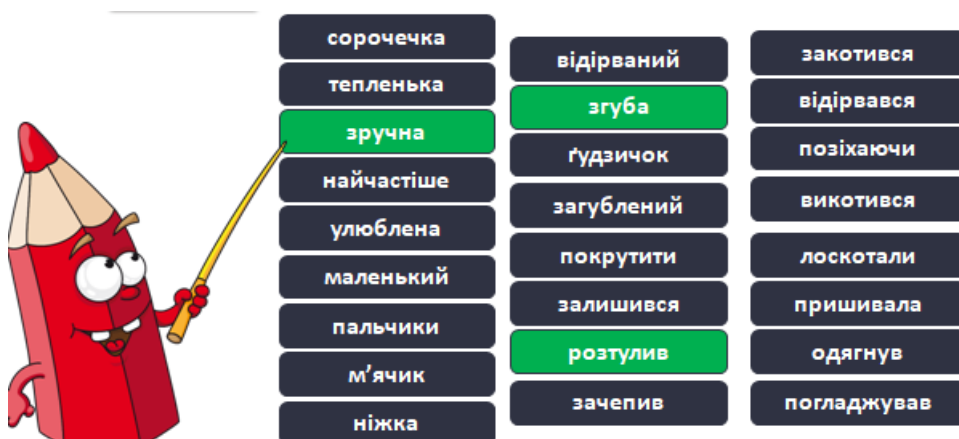 сорочечка
тепленька
зручна
найчастіше
улюблена
маленький
пальчики
м’ячик
ніжка
відірваний
згуба
ґудзичок
загублений
покрутити
залишився
розтулив
зачепив
закотився
відірвався
позіхаючи
викотився
лоскотали
пришивала
одягнув
погладжував